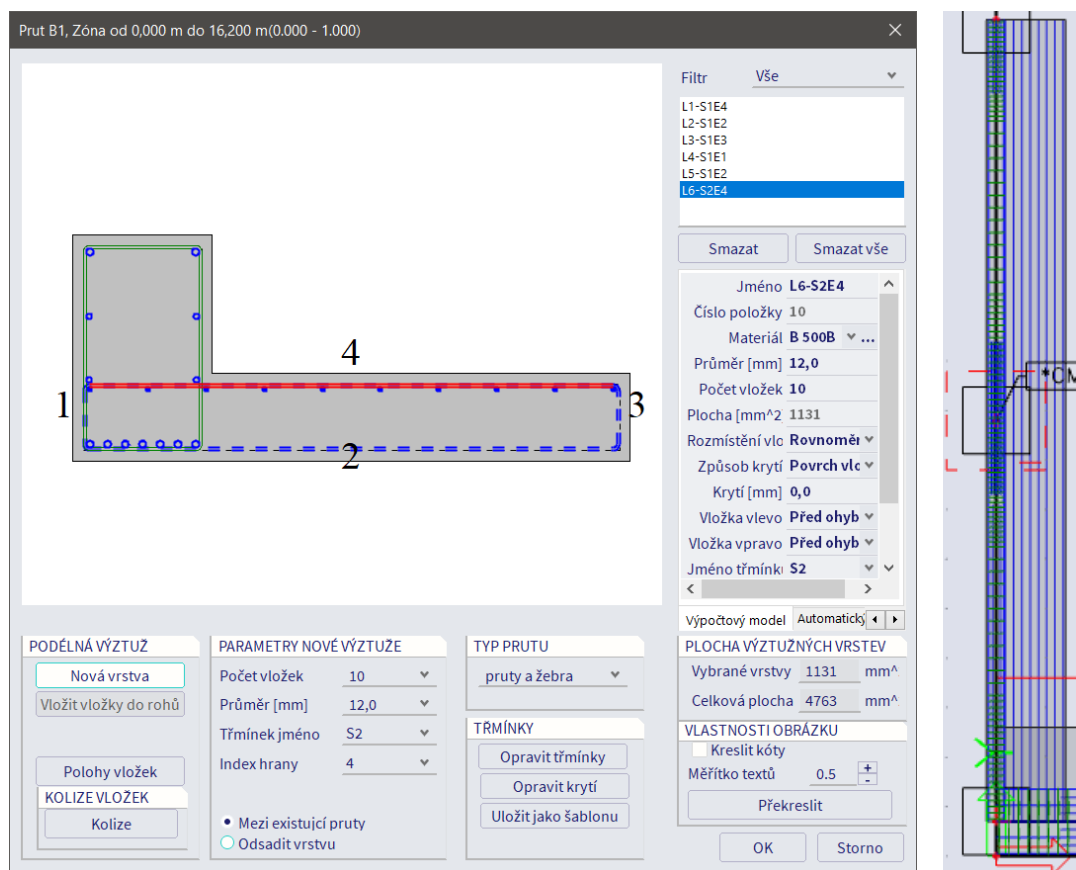 Prut B1, Zóna od 0,000 m do 16,200 m(0.000 - 1.000)
4
1
3
2
Filtr Vše
L1-S1E4
L2-S1E2
L3-S1E3
L4-S1E1
L5-S1E2
L6-S2E4
Smazat Smazat vše
Jméno L6-S2E4
Číslo položky 10
Materiál B 500B ...
Průměr [mm] 12,0
Počet vložek 10
Plocha [mm^2 1131
Rozmístění vlo Rovnoměr
Způsob krytí Povrch vlo
Krytí [mm] 0,0
Vložka vlevo Před ohyb
Vložka vpravo Před ohyb
Jméno třmínku S2
Výpočtový model Automatický
PODÉLNÁ VÝZTUŽ
Nová vrstva
Vložit vložky do rohů
Polohy vložek
KOLIZE VLOŽEK
Kolize
PARAMETRY NOVÉ VÝZTUŽE
Počet vložek 10
Průměr [mm] 12,0
Třmínek jméno S2
Index hrany 4
Mezi existujcí pruty
Odsadit vrstvu
TYP PRUTU
pruty a žebra
TŘMÍNKY
Opravit třmínky
Opravit krytí
Uložit jako šablonu
PLOCHA VÝZTUŽNÝCH VRSTEV
Vybrané vrstvy 1131 mm^
Celková plocha 4763 mm^
VLASTNOSTI OBRÁZKU
Kreslit kóty
Měřítko textů 0.5 + -
Překreslit
OK Storno
*CM